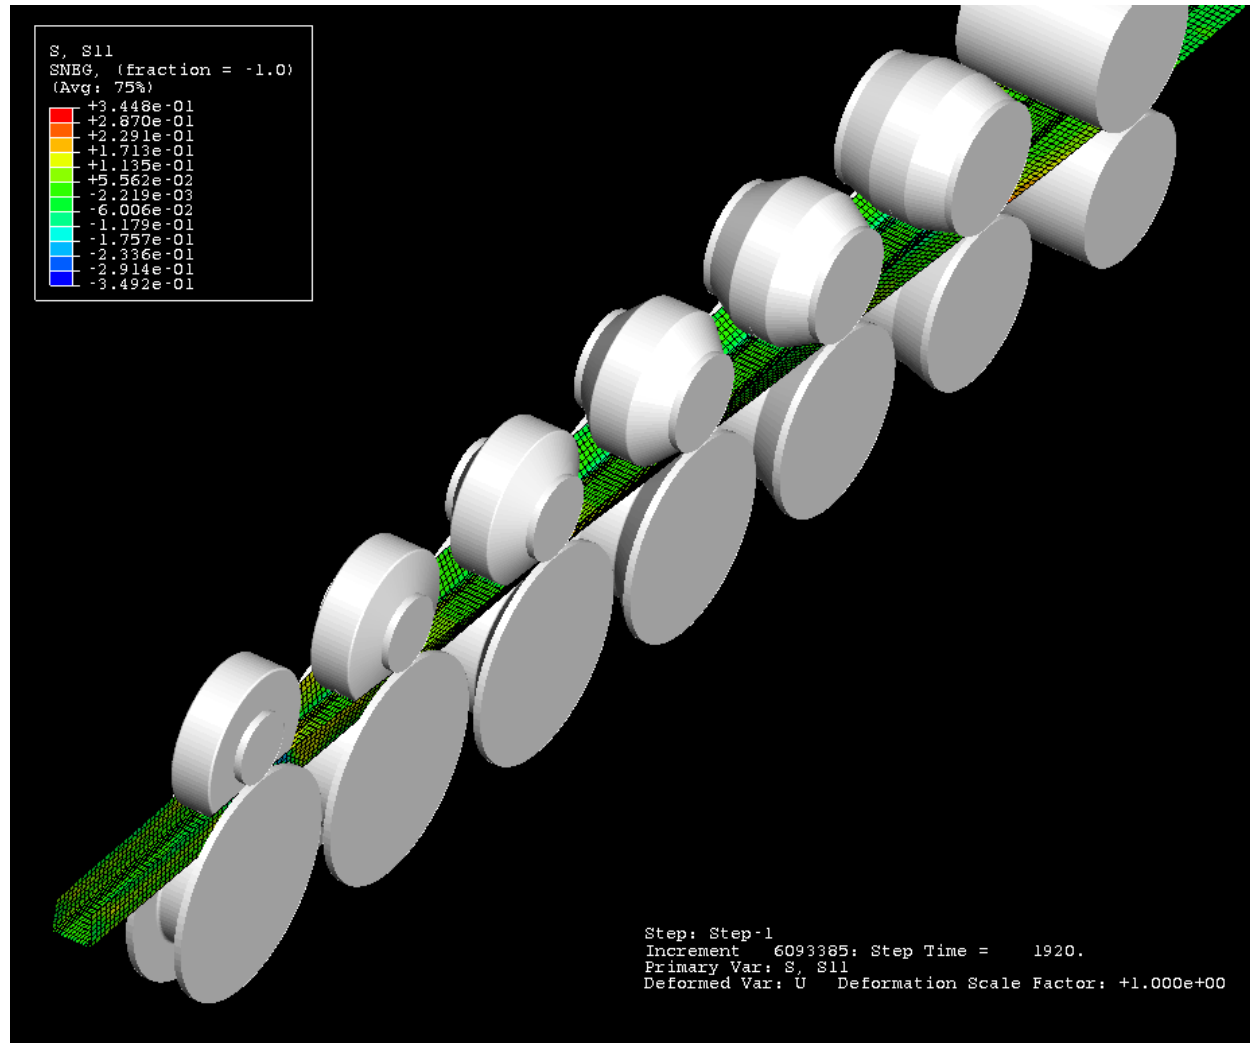 S, S11
SNEG, (fraction = -1.0)
(Avg: 75%)
+3.448e-01
+2.870e-01
+2.291e-01
+1.713e-01
+1.135e-01
+5.562e-02
-2.219e-03
-6.006e-02
-1.179e-01
-1.757e-01
-2.336e-01
-2.914e-01
-3.492e-01
Step: Step-1
Increment 6093385: Step Time = 1920.
Primary Var: S, S11
Deformed Var: U Deformation Scale Factor: +1.000e+00